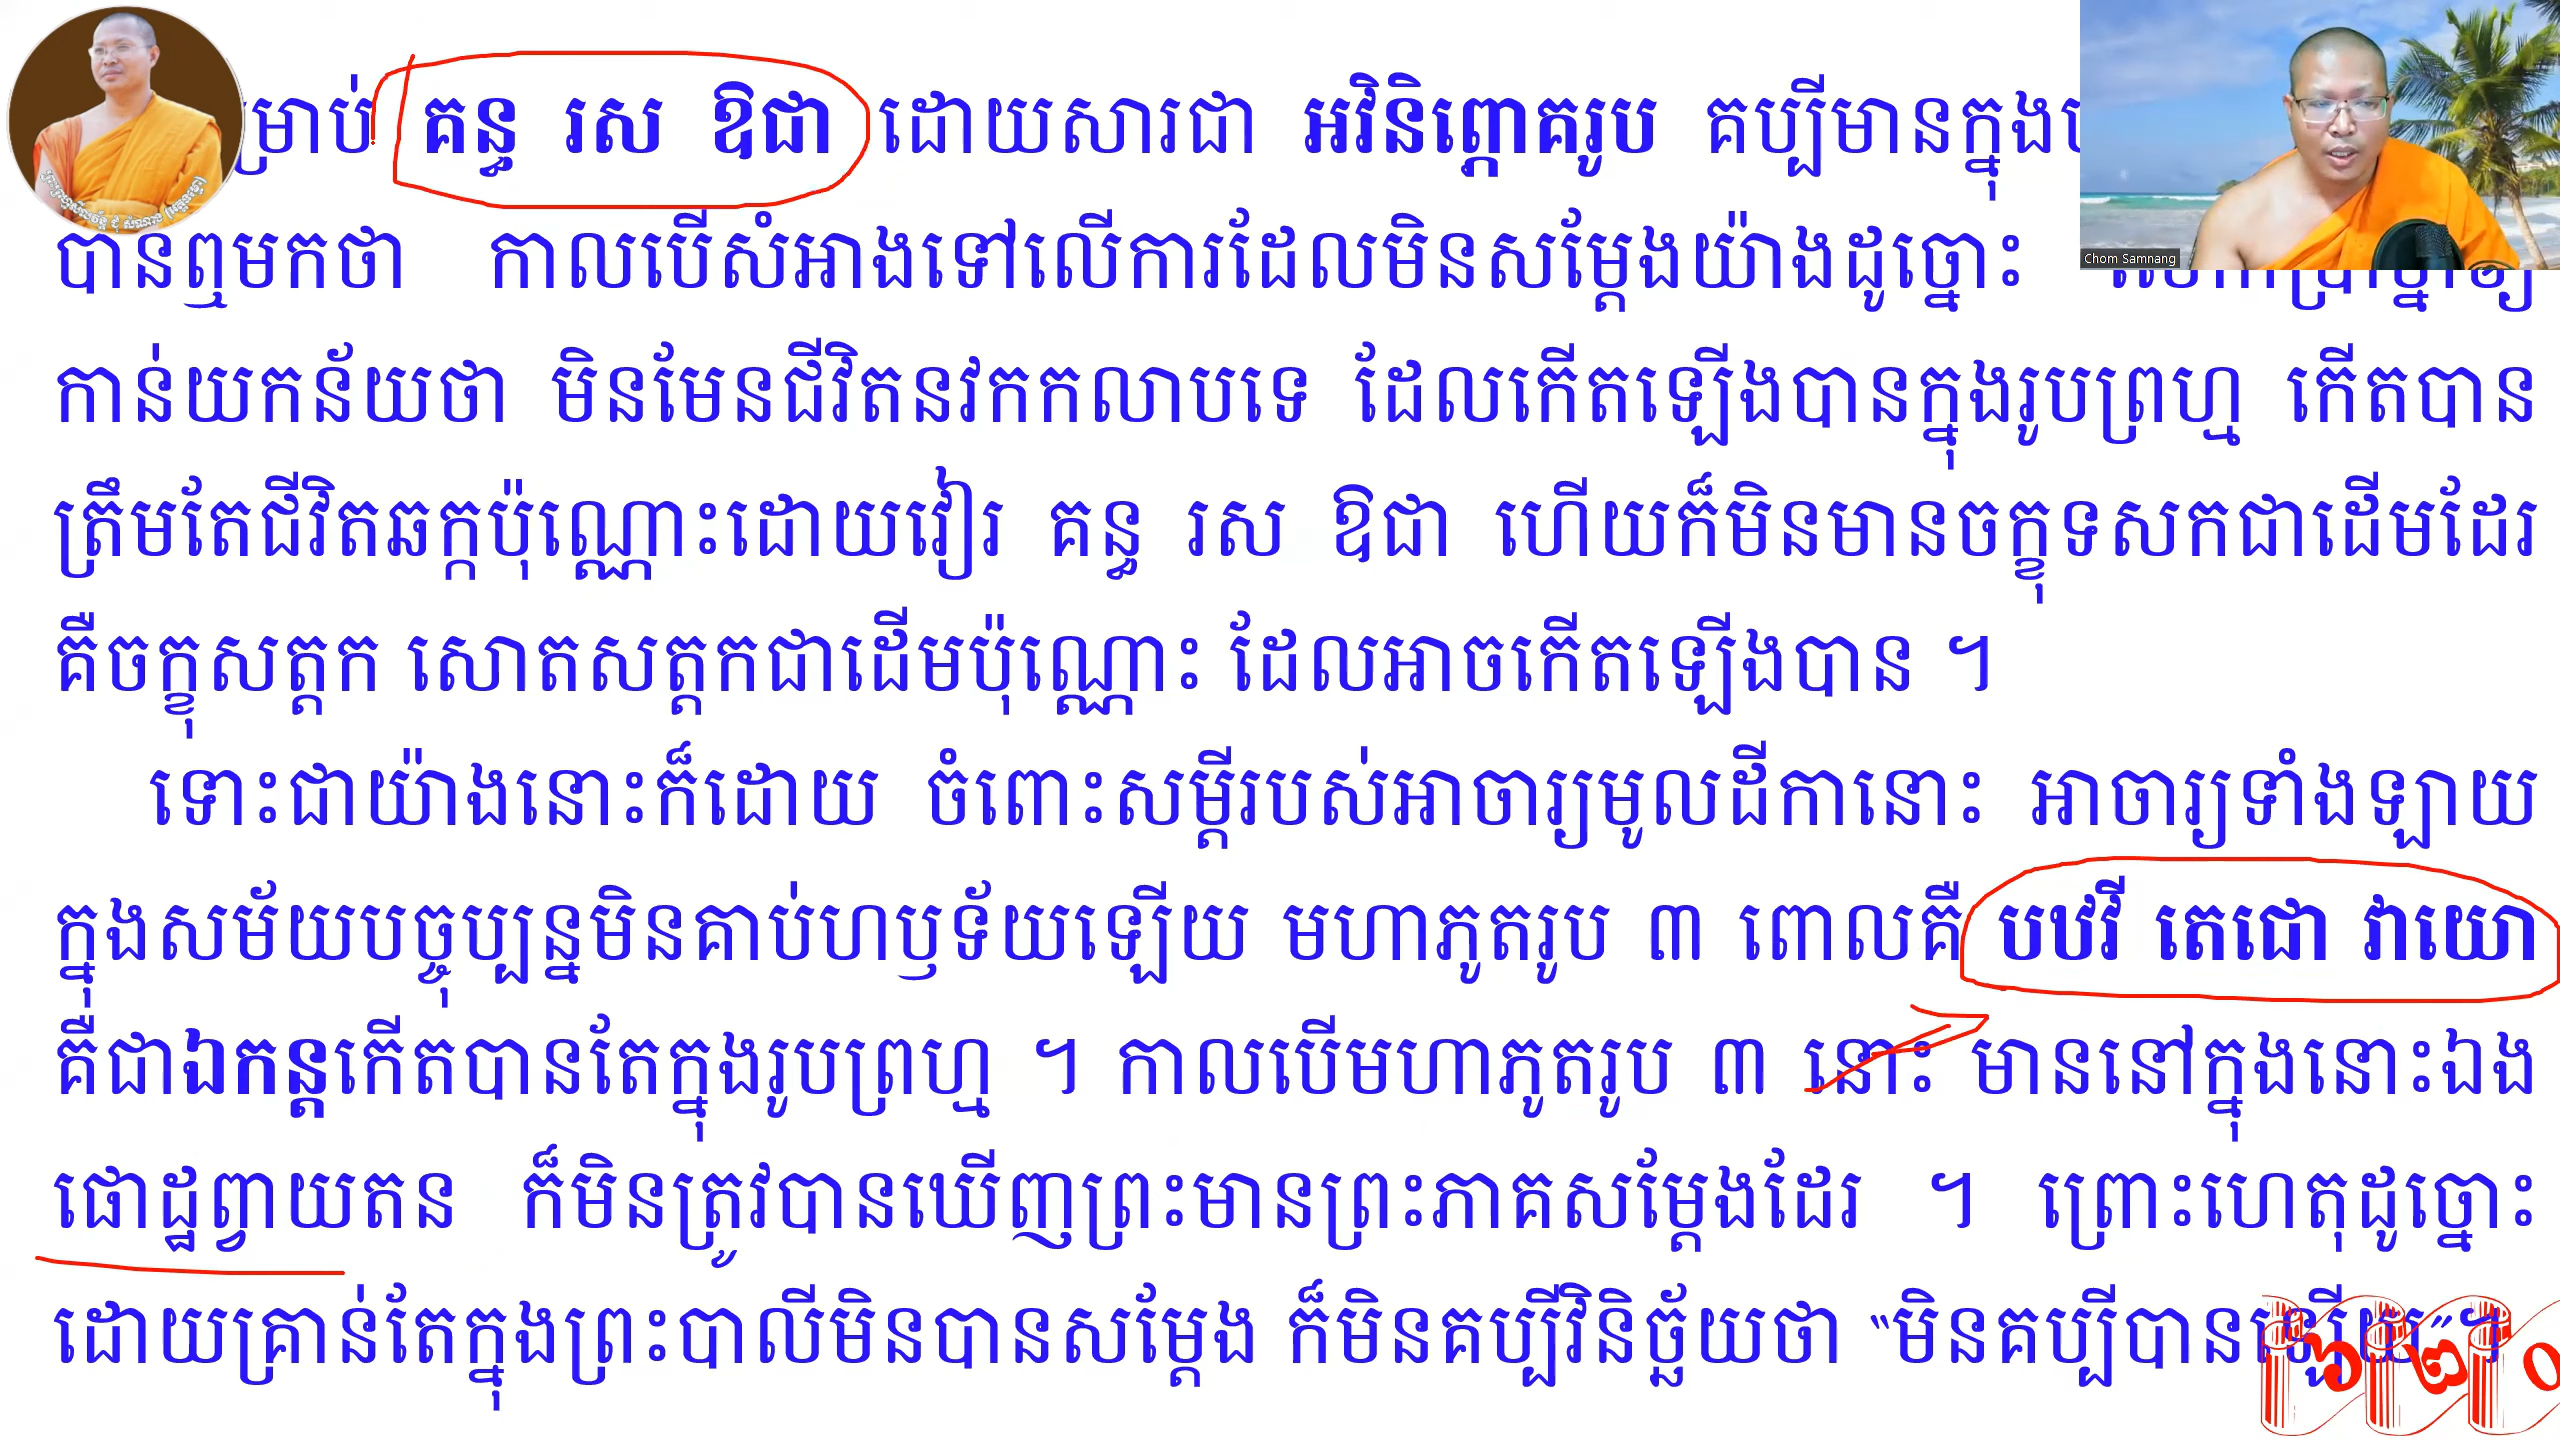 ម្រាប់ គន្ធ រស ឱជា ដោយសារជា អវិនិព្ភោគរូប គប្បីមានក្នុង
Chom Samnang
បានឮមកថា កាលបើសំអាងទៅលើការដែលមិនសម្ដែងយ៉ាងដូច្នោះ
កាន់យកន័យថា មិនមែនជីវិតនវកកលាបទេ ដែលកើតឡើងបានក្នុងរូបព្រហ្ម កើតបាន
ត្រឹមតែជីវិតឆក្កប៉ុណ្ណោះដោយវៀរ គន្ធ រស ឱជា ហើយក៏មិនមានចក្ខុទសកជាដើមដែរ
គឺចក្ខុសត្តក សោតសត្តកជាដើមប៉ុណ្ណោះ ដែលអាចកើតឡើងបាន ។
ទោះជាយ៉ាងនោះក៏ដោយ ចំពោះសម្ដីរបស់អាចារ្យមូលដីកានោះ អាចារ្យទាំងឡាយ
ក្នុងសម័យបច្ចុប្បន្នមិនគាប់ហឫទ័យឡើយ មហាភូតរូប ៣ ពោលគឺ បឋវី តេជោ វាយោ
គឺជាឯកន្តកើតបានតែក្នុងរូបព្រហ្ម ។ កាលបើមហាភូតរូប ៣ នោះ មាននៅក្នុងនោះឯង
ផោដ្ឋព្វាយតន ក៏មិនត្រូវបានឃើញព្រះមានព្រះភាគសម្ដែងដែរ ។ ព្រោះហេតុដូច្នោះ
ដោយគ្រាន់តែក្នុងព្រះបាលីមិនបានសម្ដែង ក៏មិនគប្បីវិនិច្ឆ័យថា “មិនគប្បីបានឡើយ”។